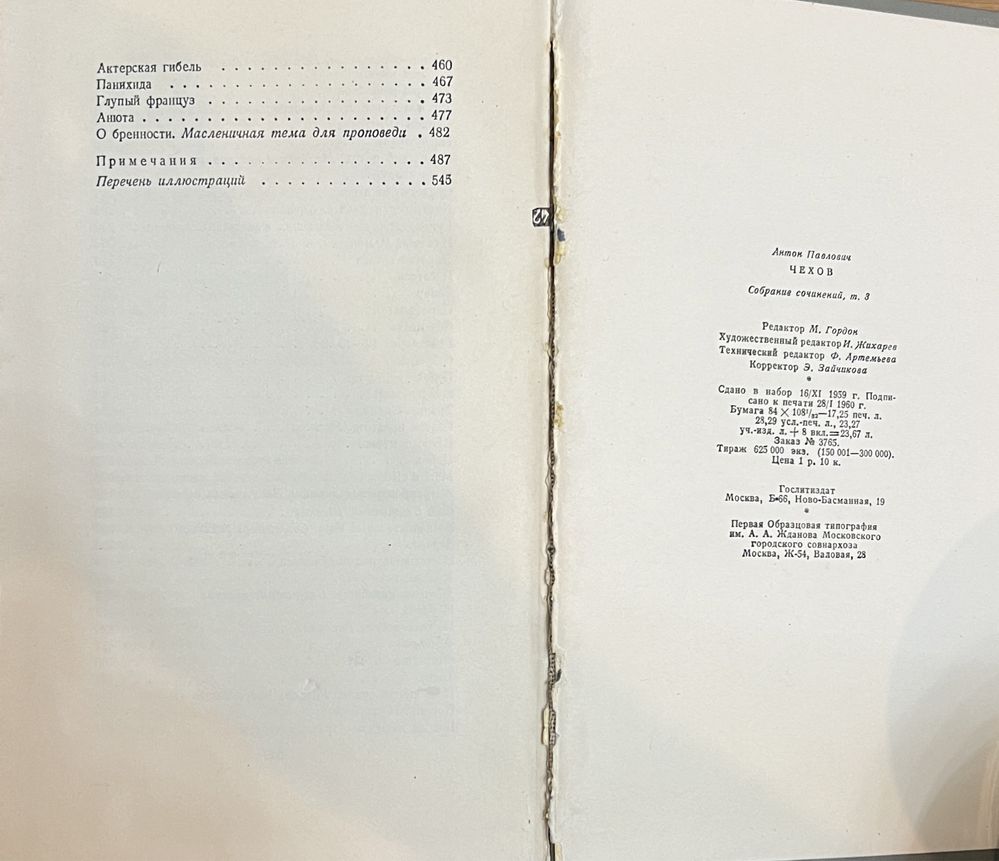 Актерская гибель . . . . . . . . . . . . . . . . 460
Панихида . . . . . . . . . . . . . . . . . . . 467
Глупый француз . . . . . . . . . . . . . . . . . 473
Анюта . . . . . . . . . . . . . . . . . . . . . 477
О бренности. Масленичная тема для проповеди . 482
Примечания . . . . . . . . . . . . . . . . . 487
Перечень иллюстраций . . . . . . . . . . . . . 545
Антон Павлович
ЧЕХОВ
Собрание сочинений, т. 3
Редактор М. Гордон
Художественный редактор И. Жихарев
Технический редактор Ф. Артемьева
Корректор Э. Зайчикова
*
Сдано в набор 16/XI 1959 г. Подпи-
сано к печати 28/I 1960 г.
Бумага 84 × 108¹/₃₂—17,25 печ. л.
28,29 усл.-печ. л., 23,27
уч.-изд. л. + 8 вкл.=23,67 л.
Заказ № 3765.
Тираж 625 000 экз. (150 001—300 000).
Цена 1 р. 10 к.
Гослитиздат
Москва, Б-66, Ново-Басманная, 19
*
Первая Образцовая типография
им. А. А. Жданова Московского
городского совнархоза
Москва, Ж-54, Валовая, 28